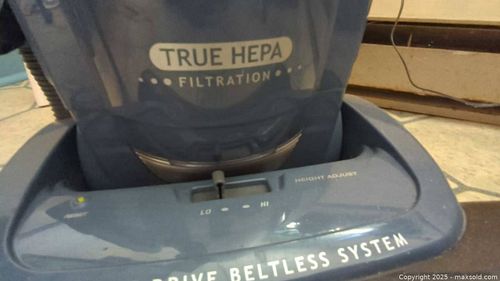 TRUE HEPA
FILTRATION
HEIGHT ADJUST
LO HI
DRIVE BELTLESS SYSTEM
Copyright © 2025 - maxsold.com